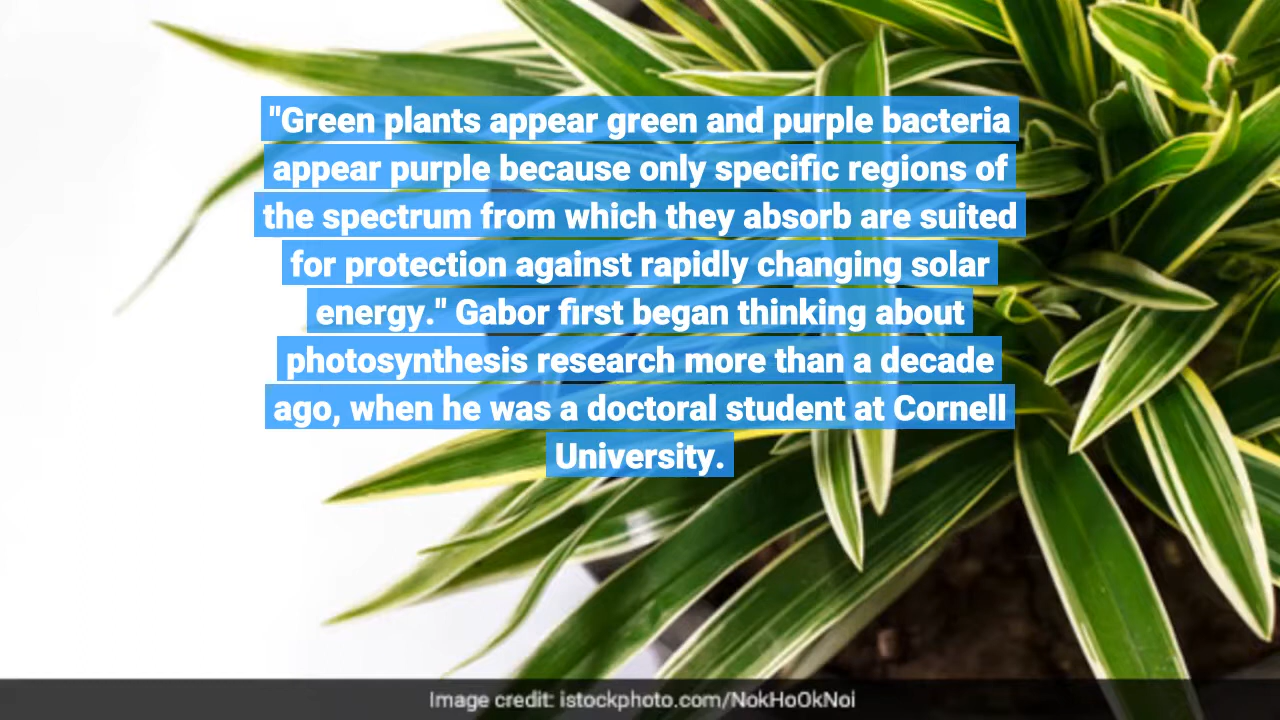 "Green plants appear green and purple bacteria
appear purple because only specific regions of
the spectrum from which they absorb are suited
for protection against rapidly changing solar
energy." Gabor first began thinking about
photosynthesis research more than a decade
ago, when he was a doctoral student at Cornell
University.
Image credit: istockphoto.com/NokHoOkNoi